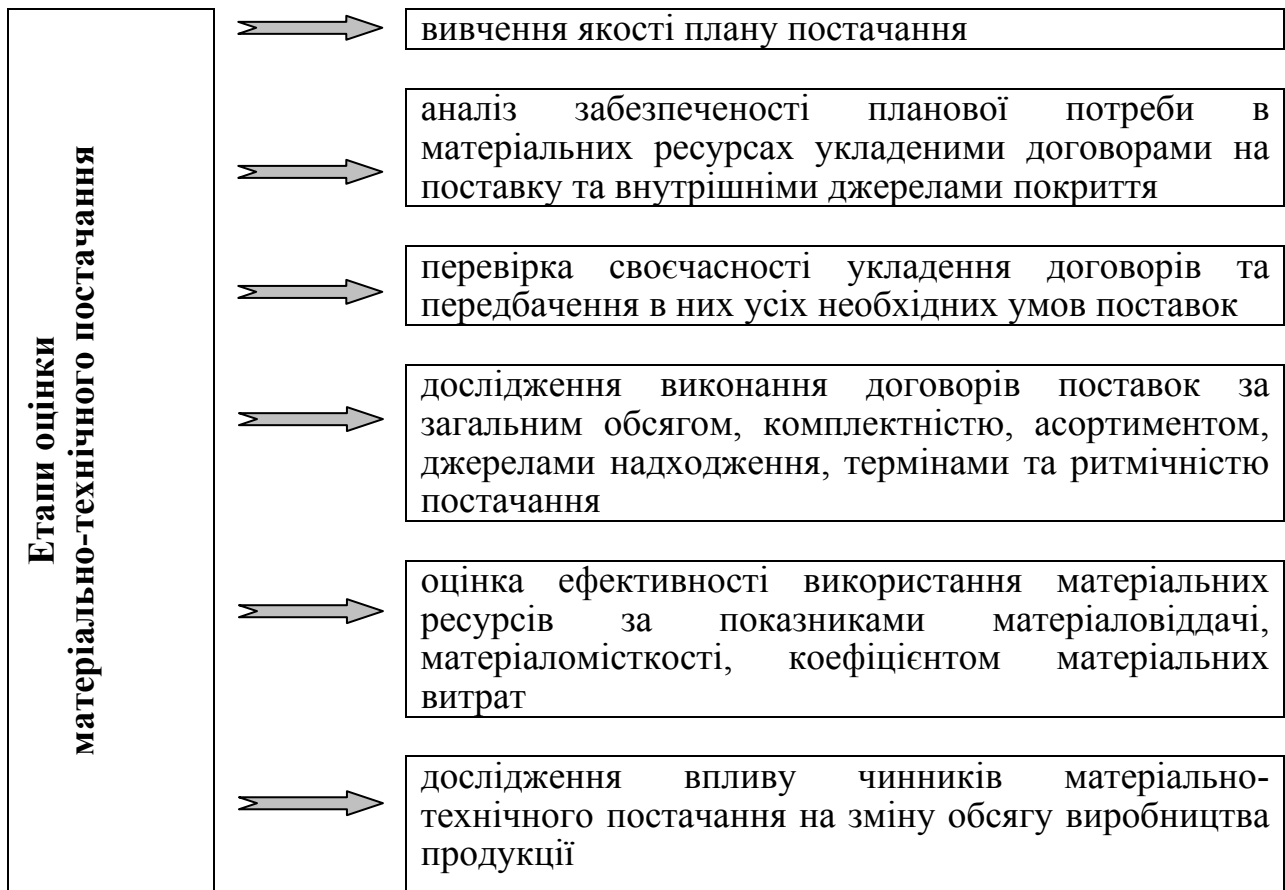 Етапи оцінки
матеріально-технічного постачання
вивчення якості плану постачання
аналіз забезпеченості планової потреби в
матеріальних ресурсах укладеними договорами на
поставку та внутрішніми джерелами покриття
перевірка своєчасності укладення договорів та
передбачення в них усіх необхідних умов поставок
дослідження виконання договорів поставок за
загальним обсягом, комплектністю, асортиментом,
джерелами надходження, термінами та ритмічністю
постачання
оцінка ефективності використання матеріальних
ресурсів за показниками матеріаловіддачі,
матеріаломісткості, коефіцієнтом матеріальних
витрат
дослідження впливу чинників матеріально-
технічного постачання на зміну обсягу виробництва
продукції